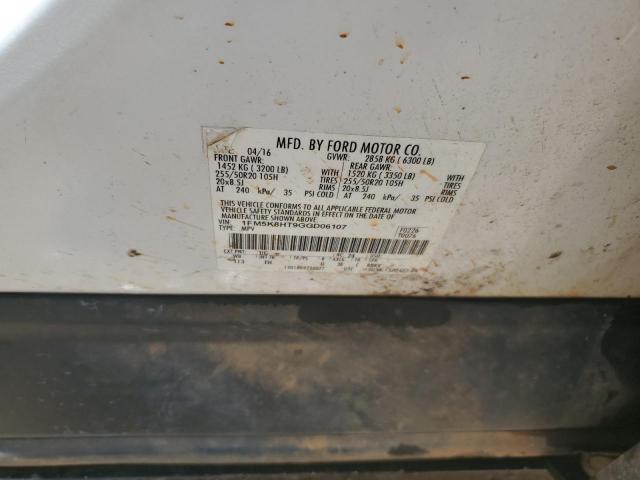 MFD. BY FORD MOTOR CO.
04/16 GVWR: 2858 KG ( 6300 LB)
FRONT GAWR: REAR GAWR:
1452 KG ( 3200 LB) WITH 1520 KG ( 3350 LB) WITH
255/50R20 105H TIRES 255/50R20 105H TIRES
20x8.5J RIMS 20x8.5J RIMS
AT 240 kPa/ 35 PSI COLD AT 240 kPa/ 35 PSI COLD
THIS VEHICLE CONFORMS TO ALL APPLICABLE FEDERAL MOTOR
VEHICLE SAFETY STANDARDS IN EFFECT ON THE DATE OF
MANUFACTURE SHOWN ABOVE.
VIN: 1FM5K8HT9GGD06107 F0226
TYPE: MPV T0076